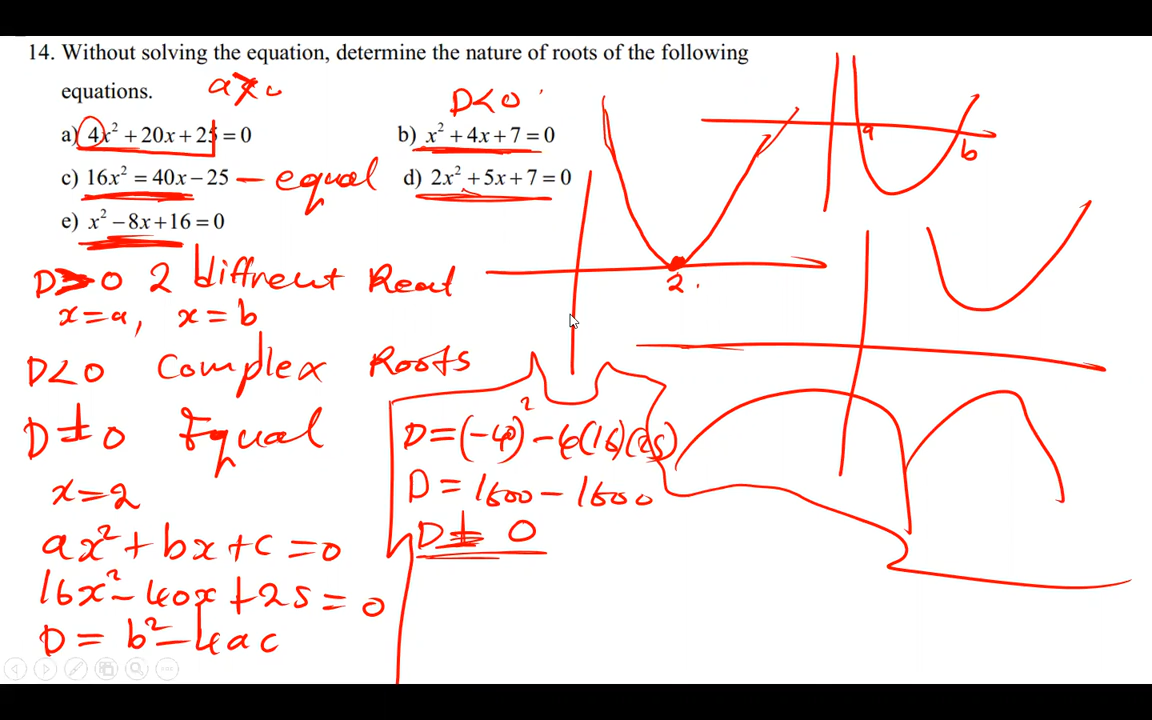 14. Without solving the equation, determine the nature of roots of the following
equations.
a) 4x² + 20x + 25 = 0
b) x² + 4x + 7 = 0
D<0
c) 16x² = 40x − 25 — equal
d) 2x² + 5x + 7 = 0
e) x² − 8x + 16 = 0
D>0 2 diffrent Real
x=a, x=b
D<0 Complex Roots
D=0 Equal
x=2
ax²+bx+c=0
16x²−40x+25=0
D= b²−4ac
D=(-40)²−4(16)(25)
D=1600−1600
D= 0
2
a
b